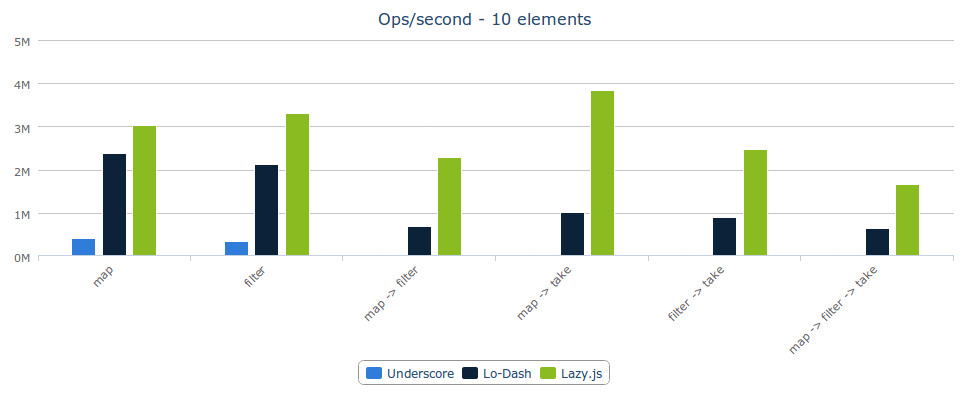 Ops/second - 10 elements
5M
4M
3M
2M
1M
0M
map
filter
map -> filter
map -> take
filter -> take
map -> filter -> take
Underscore Lo-Dash Lazy.js